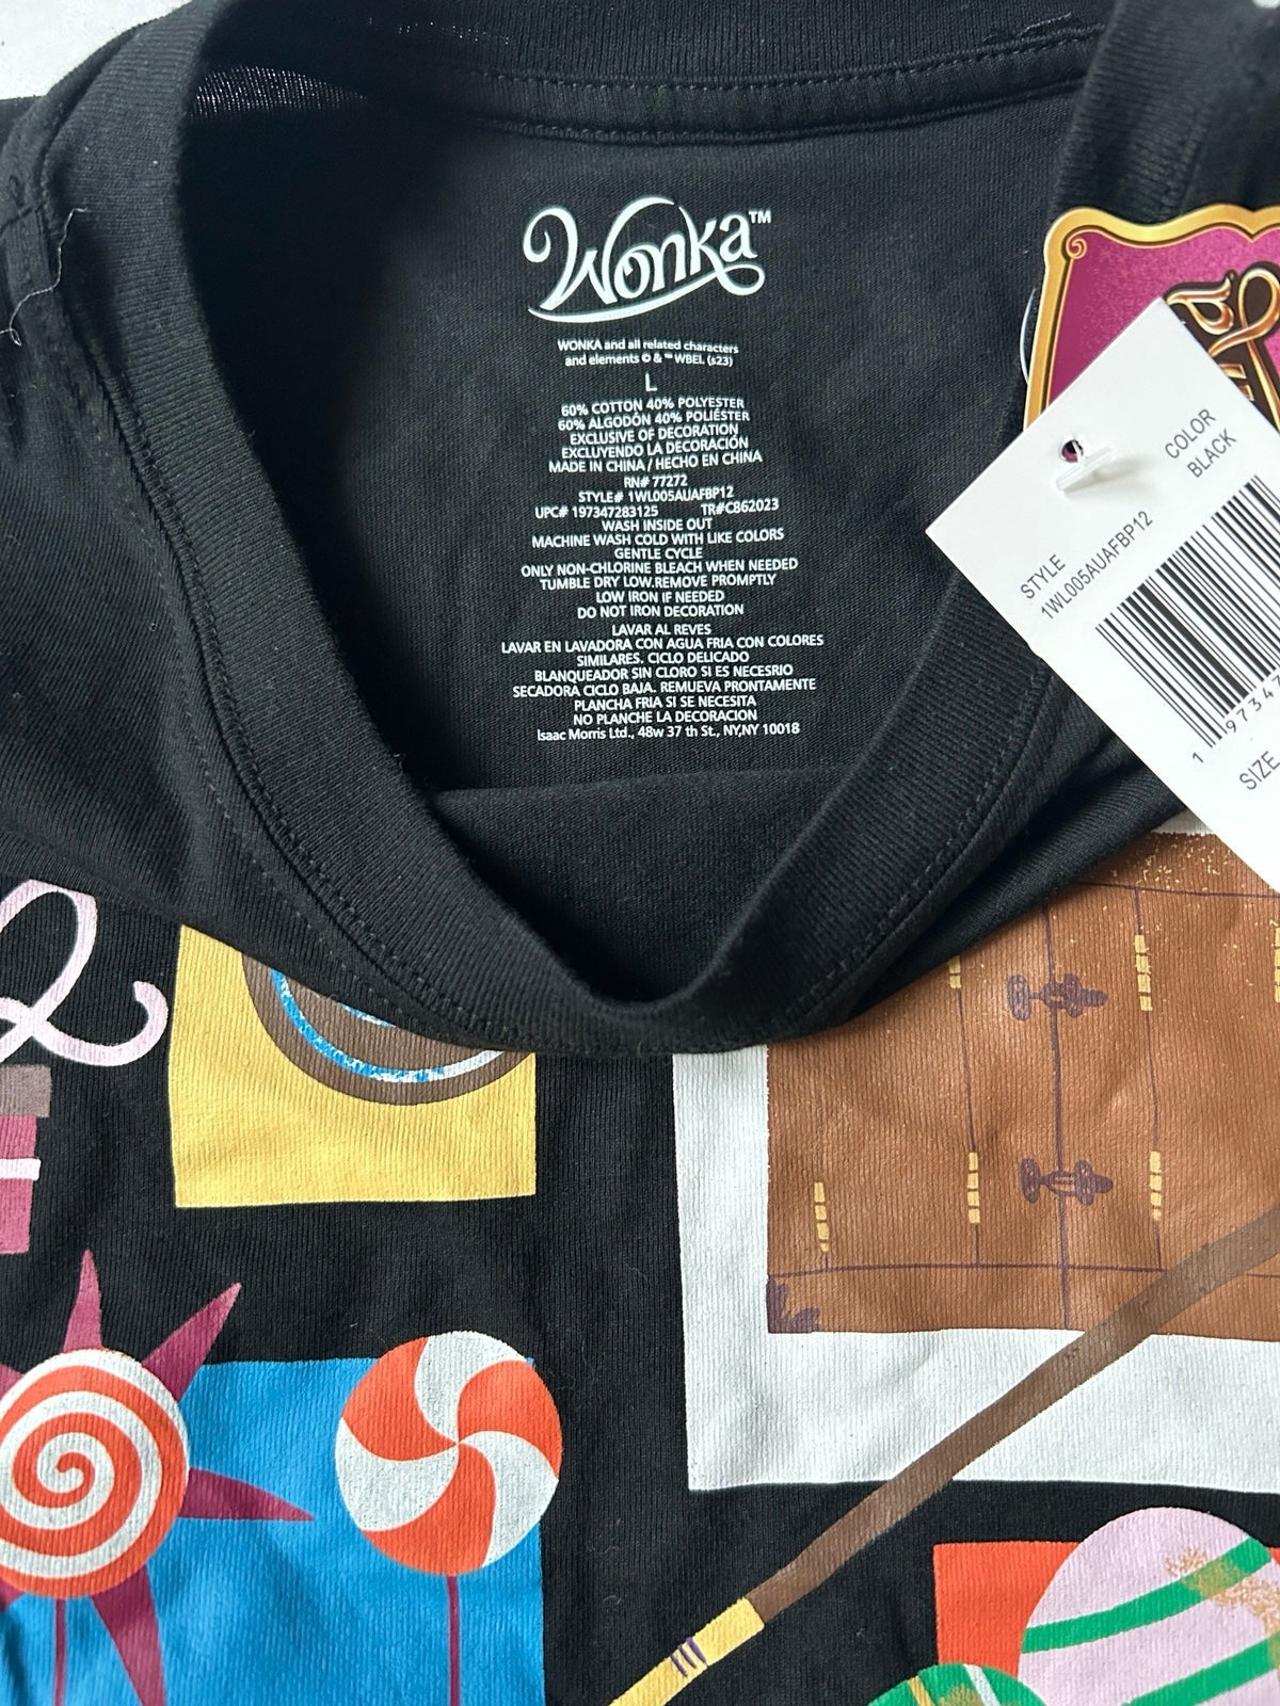 Wonka™
WONKA and all related characters
and elements © & ™ WBEI. (s23)
L
60% COTTON 40% POLYESTER
60% ALGODÓN 40% POLIÉSTER
EXCLUSIVE OF DECORATION
EXCLUYENDO LA DECORACIÓN
MADE IN CHINA / HECHO EN CHINA
RN# 77272
STYLE# 1WL005AUAFBP12
UPC# 197347283125 TR#C862023
WASH INSIDE OUT
MACHINE WASH COLD WITH LIKE COLORS
GENTLE CYCLE
ONLY NON-CHLORINE BLEACH WHEN NEEDED
TUMBLE DRY LOW.REMOVE PROMPTLY
LOW IRON IF NEEDED
DO NOT IRON DECORATION
LAVAR AL REVES
LAVAR EN LAVADORA CON AGUA FRIA CON COLORES
SIMILARES. CICLO DELICADO
BLANQUEADOR SIN CLORO SI ES NECESRIO
SECADORA CICLO BAJA. REMUEVA PRONTAMENTE
PLANCHA FRIA SI SE NECESITA
NO PLANCHE LA DECORACION
Isaac Morris Ltd., 48w 37 th St., NY,NY 10018
COLOR
BLACK
STYLE
1WL005AUAFBP12
1 97347
SIZE